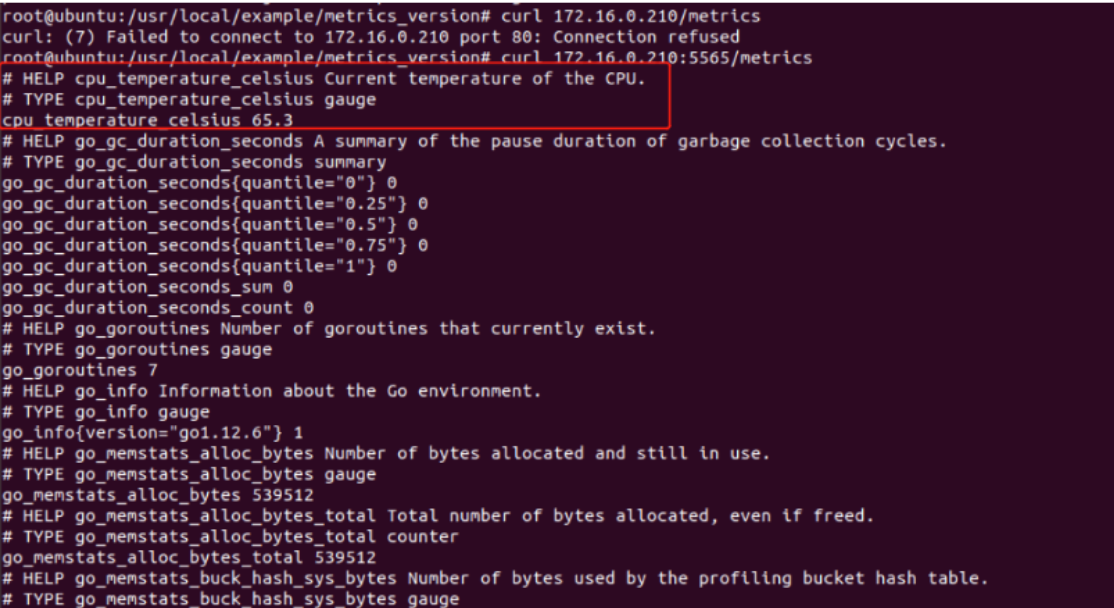 root@ubuntu:/usr/local/example/metrics_version# curl 172.16.0.210/metrics
curl: (7) Failed to connect to 172.16.0.210 port 80: Connection refused
root@ubuntu:/usr/local/example/metrics_version# curl 172.16.0.210:5565/metrics
# HELP cpu_temperature_celsius Current temperature of the CPU.
# TYPE cpu_temperature_celsius gauge
cpu_temperature_celsius 65.3
# HELP go_gc_duration_seconds A summary of the pause duration of garbage collection cycles.
# TYPE go_gc_duration_seconds summary
go_gc_duration_seconds{quantile="0"} 0
go_gc_duration_seconds{quantile="0.25"} 0
go_gc_duration_seconds{quantile="0.5"} 0
go_gc_duration_seconds{quantile="0.75"} 0
go_gc_duration_seconds{quantile="1"} 0
go_gc_duration_seconds_sum 0
go_gc_duration_seconds_count 0
# HELP go_goroutines Number of goroutines that currently exist.
# TYPE go_goroutines gauge
go_goroutines 7
# HELP go_info Information about the Go environment.
# TYPE go_info gauge
go_info{version="go1.12.6"} 1
# HELP go_memstats_alloc_bytes Number of bytes allocated and still in use.
# TYPE go_memstats_alloc_bytes gauge
go_memstats_alloc_bytes 539512
# HELP go_memstats_alloc_bytes_total Total number of bytes allocated, even if freed.
# TYPE go_memstats_alloc_bytes_total counter
go_memstats_alloc_bytes_total 539512
# HELP go_memstats_buck_hash_sys_bytes Number of bytes used by the profiling bucket hash table.
# TYPE go_memstats_buck_hash_sys_bytes gauge